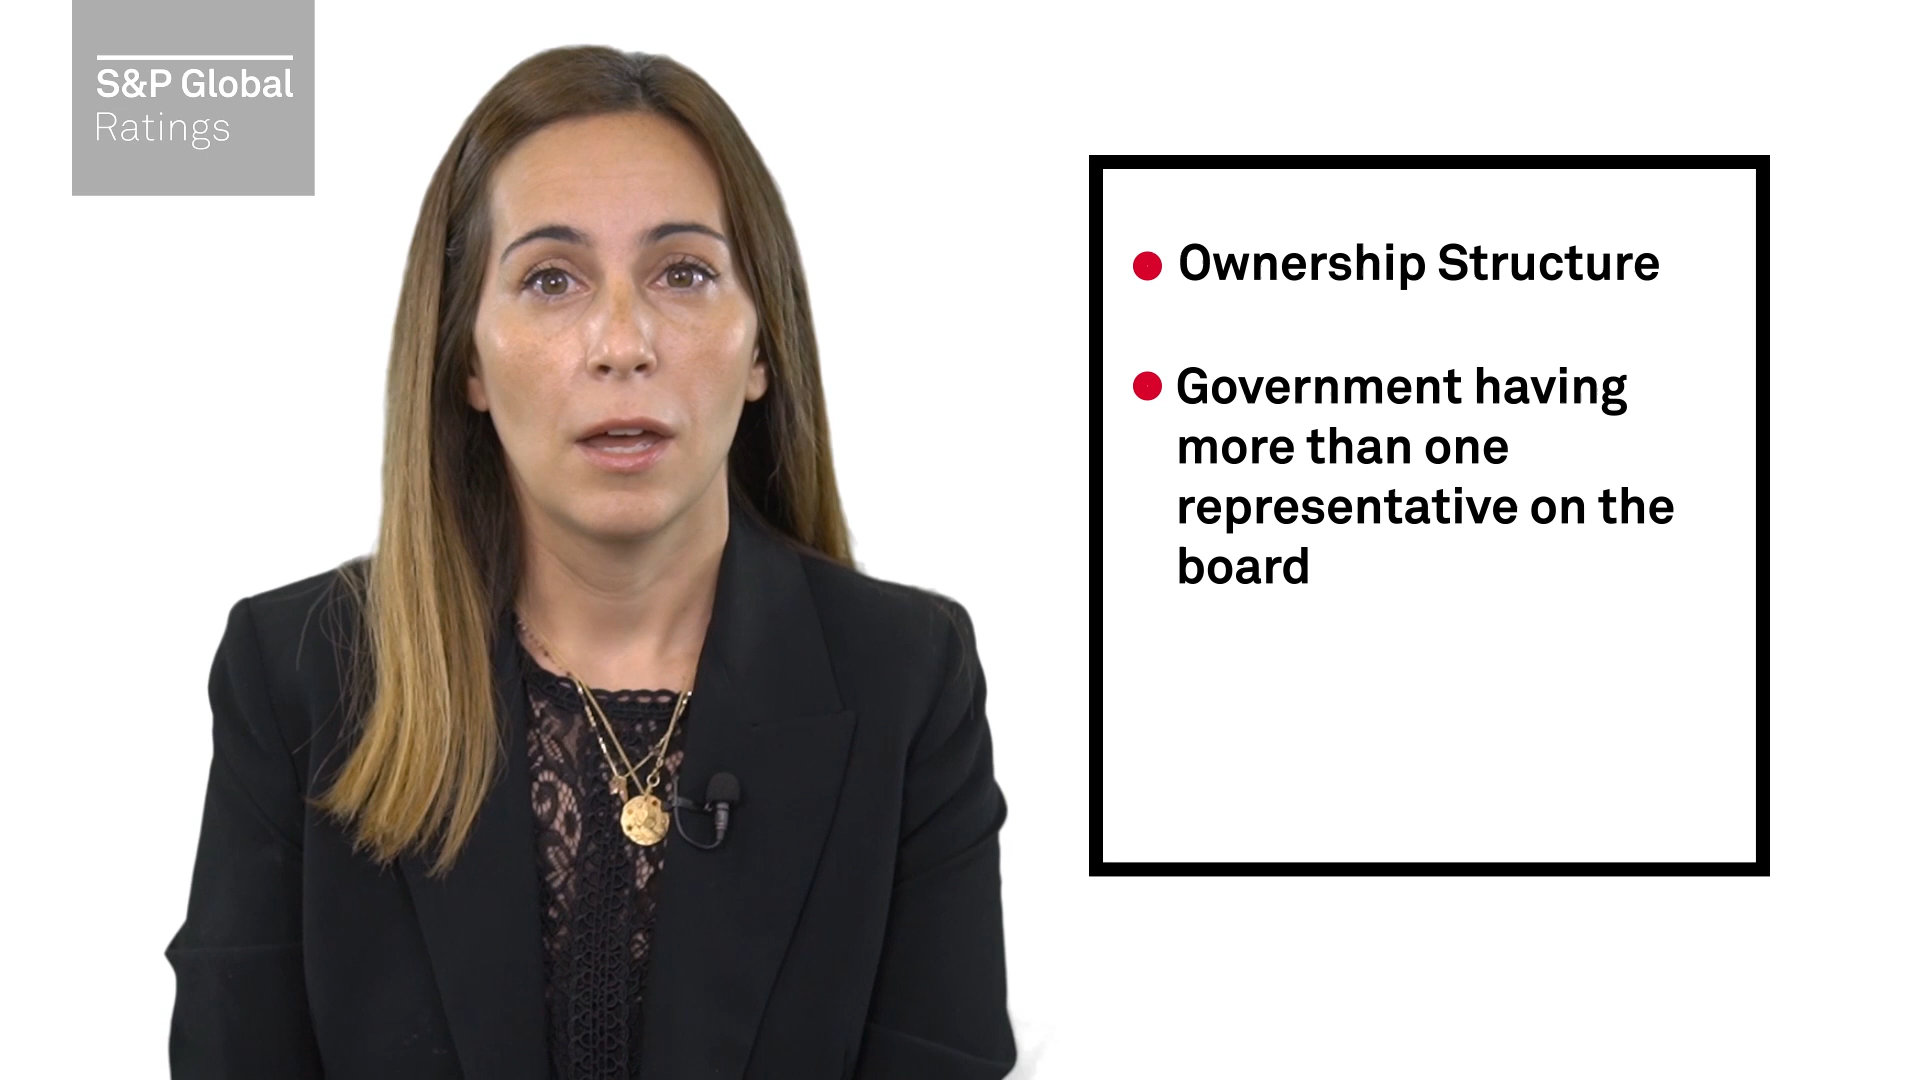 S&P Global
Ratings
Ownership Structure
Government having
more than one
representative on the
board